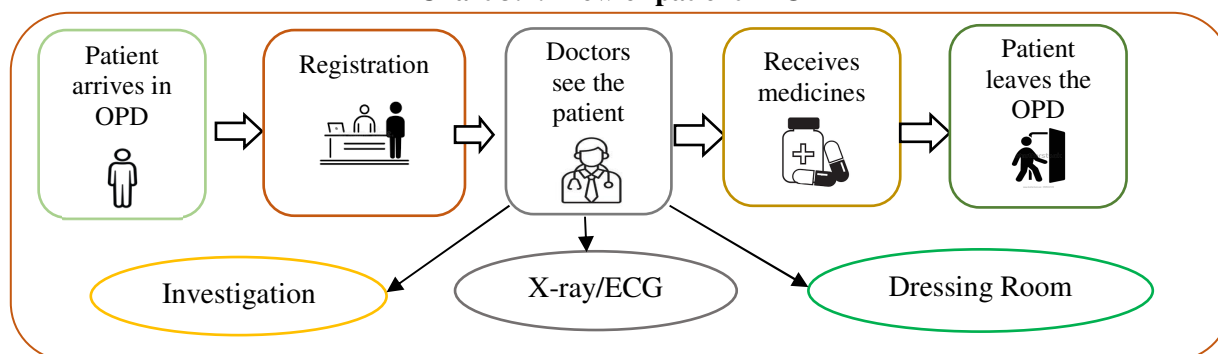 Patient
arrives in
OPD
Registration
Doctors
see the
patient
Receives
medicines
Patient
leaves the
OPD
Investigation
X-ray/ECG
Dressing Room